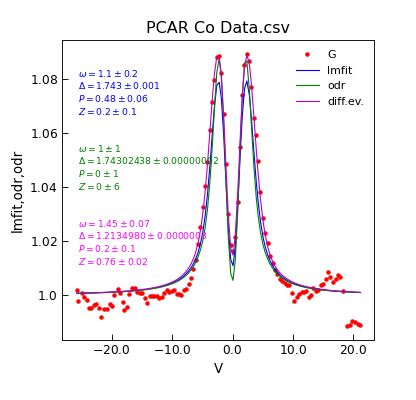 PCAR Co Data.csv
G
lmfit
odr
diff.ev.
ω = 1.1 ± 0.2
Δ = 1.743 ± 0.001
P = 0.48 ± 0.06
Z = 0.2 ± 0.1
ω = 1 ± 1
Δ = 1.74302438 ± 0.00000002
P = 0 ± 1
Z = 0 ± 6
ω = 1.45 ± 0.07
Δ = 1.2134980 ± 0.0000003
P = 0.2 ± 0.1
Z = 0.76 ± 0.02
1.08
1.06
1.04
1.02
1.0
lmfit,odr,odr
−20.0 −10.0 0.0 10.0 20.0
V